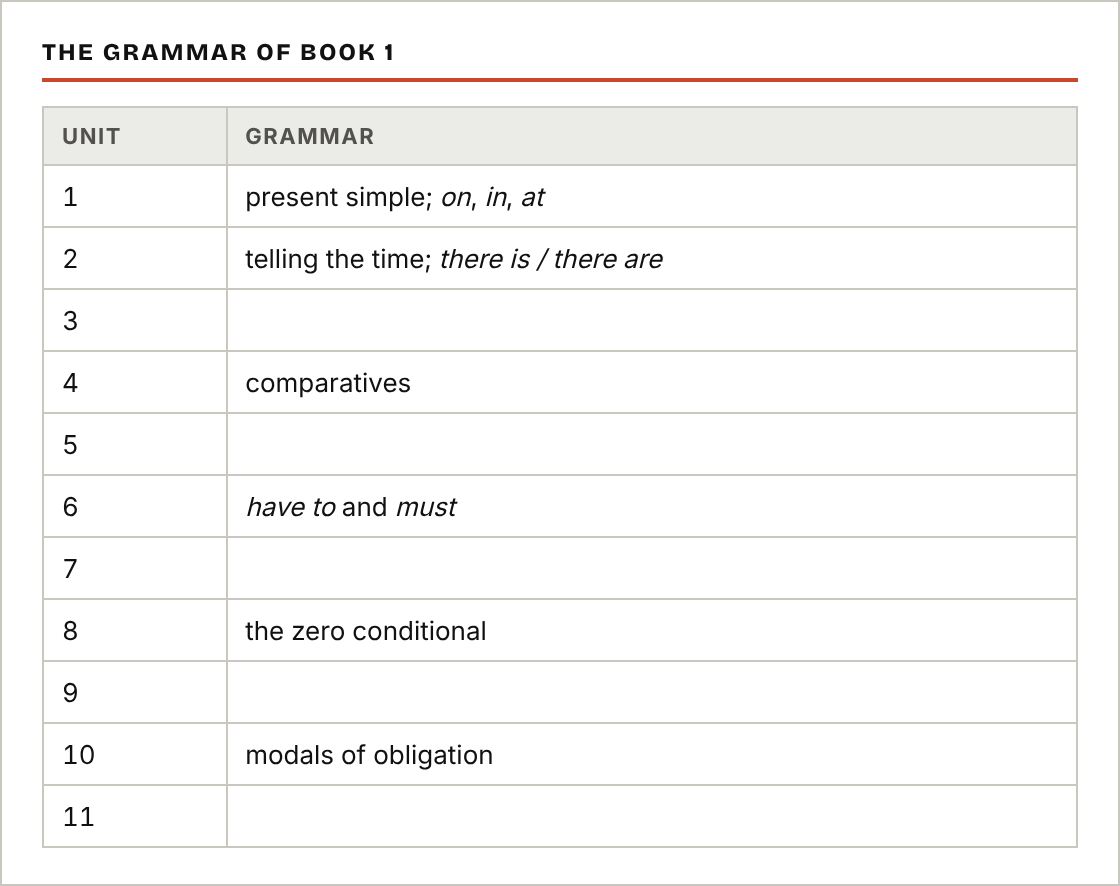 THE GRAMMAR OF BOOK 1
UNIT GRAMMAR
1 present simple; on, in, at
2 telling the time; there is / there are
3
4 comparatives
5
6 have to and must
7
8 the zero conditional
9
10 modals of obligation
11